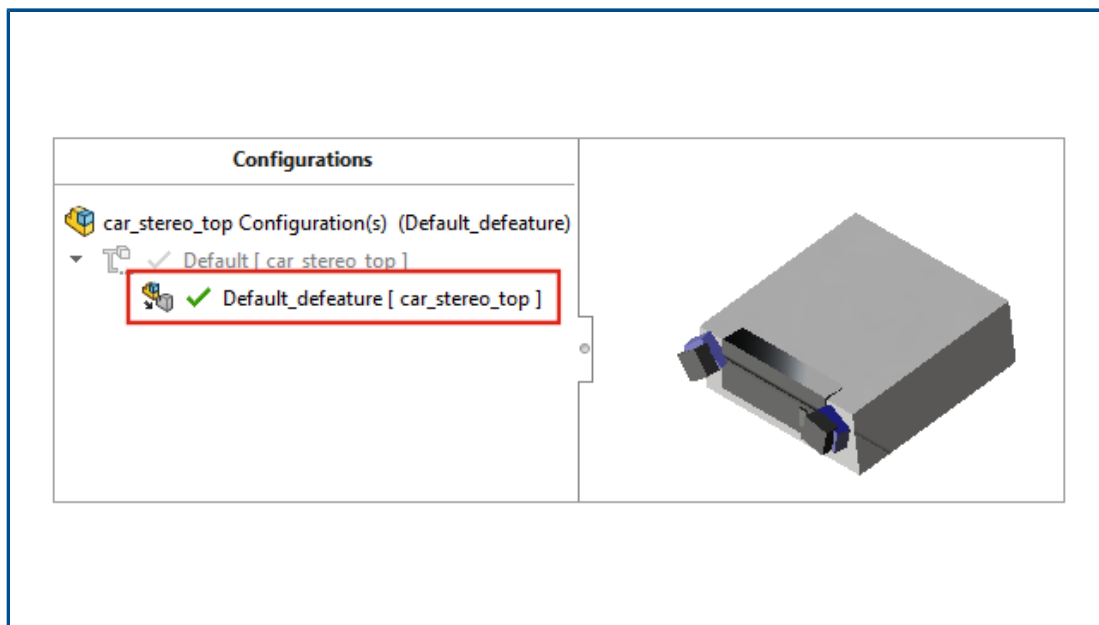 Configurations
car_stereo_top Configuration(s) (Default_defeature)
Default [ car_stereo_top ]
Default_defeature [ car_stereo_top ]